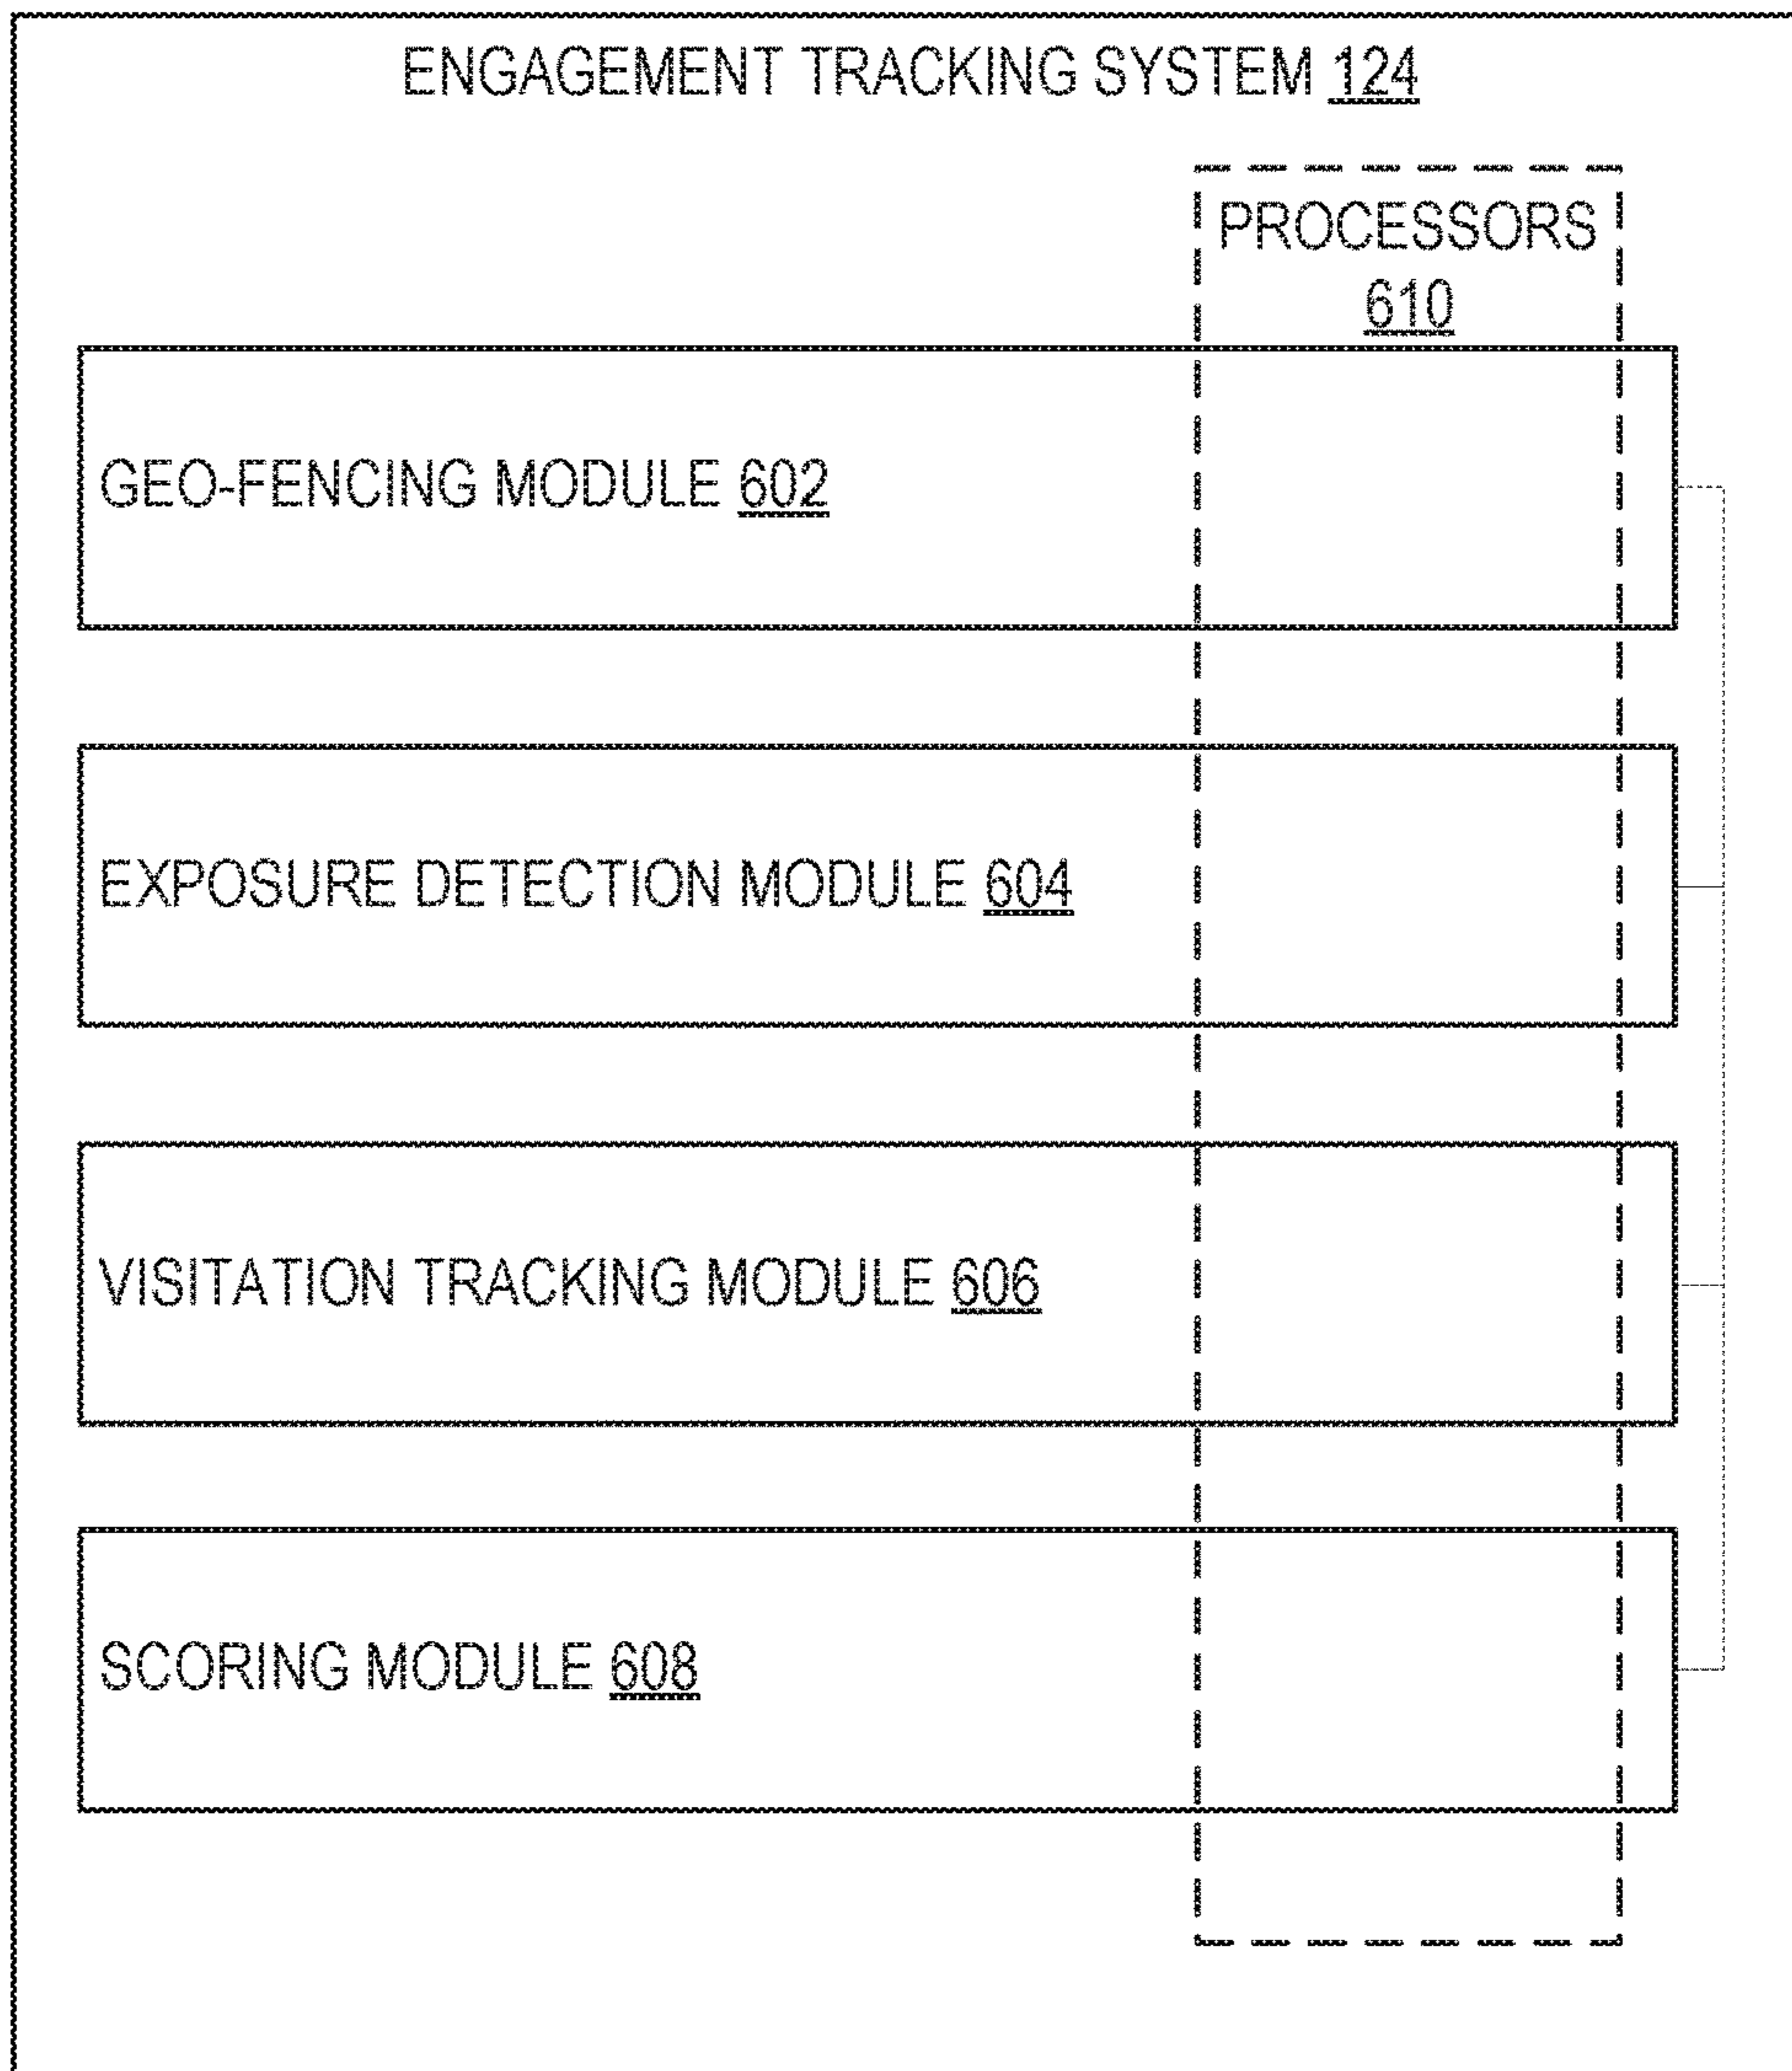 ENGAGEMENT TRACKING SYSTEM 124
PROCESSORS
610
GEO-FENCING MODULE 602
EXPOSURE DETECTION MODULE 604
VISITATION TRACKING MODULE 606
SCORING MODULE 608